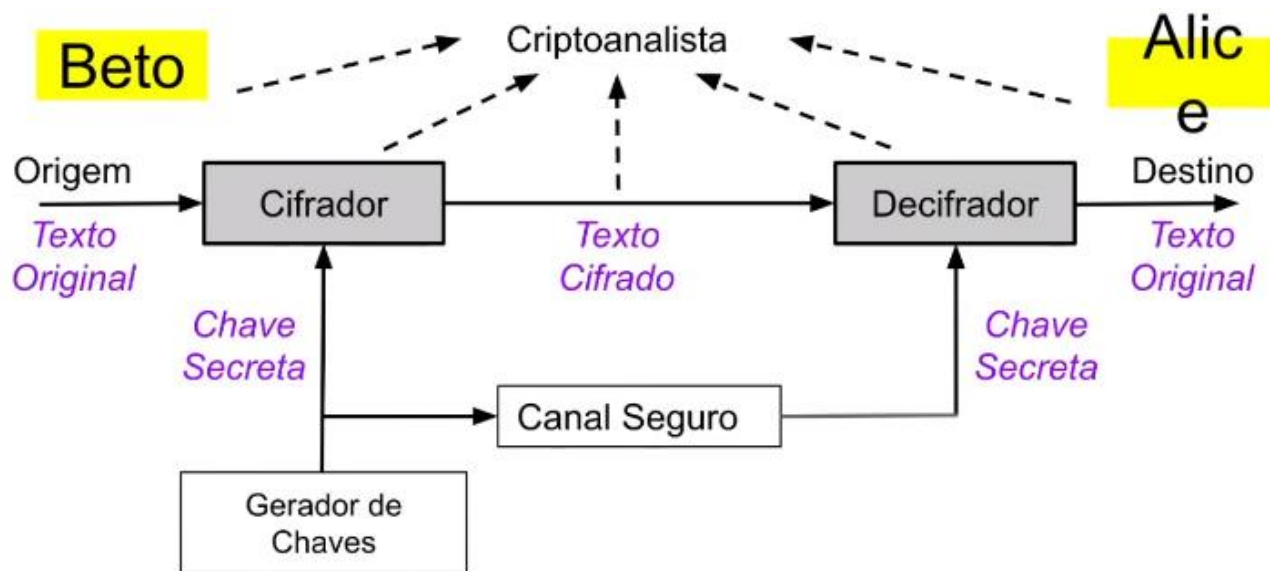 Beto
Criptoanalista
Alic
e
Origem
Cifrador
Decifrador
Destino
Texto
Original
Texto
Cifrado
Texto
Original
Chave
Secreta
Chave
Secreta
Canal Seguro
Gerador de
Chaves